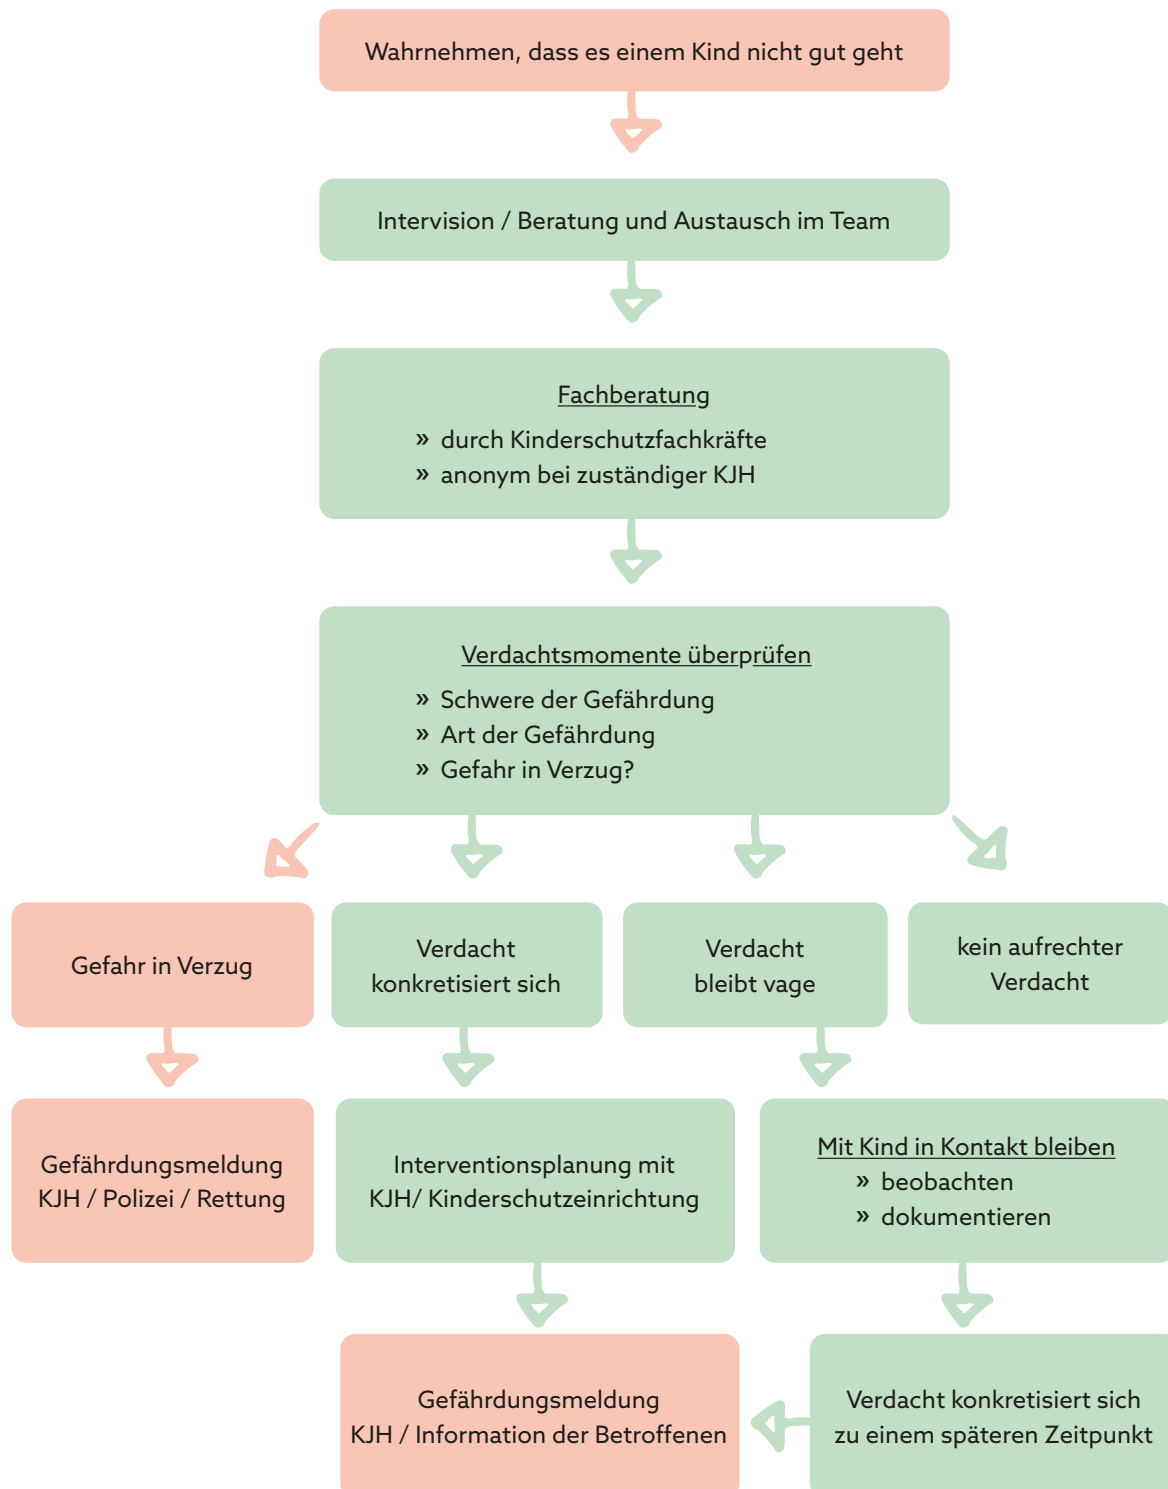 Wahrnehmen, dass es einem Kind nicht gut geht
Intervision / Beratung und Austausch im Team
Fachberatung
» durch Kinderschutzfachkräfte
» anonym bei zuständiger KJH
Verdachtsmomente überprüfen
» Schwere der Gefährdung
» Art der Gefährdung
» Gefahr in Verzug?
Gefahr in Verzug
Verdacht
konkretisiert sich
Verdacht
bleibt vage
kein aufrechter
Verdacht
Gefährdungsmeldung
KJH / Polizei / Rettung
Interventionsplanung mit
KJH/ Kinderschutzeinrichtung
Mit Kind in Kontakt bleiben
» beobachten
» dokumentieren
Gefährdungsmeldung
KJH / Information der Betroffenen
Verdacht konkretisiert sich
zu einem späteren Zeitpunkt